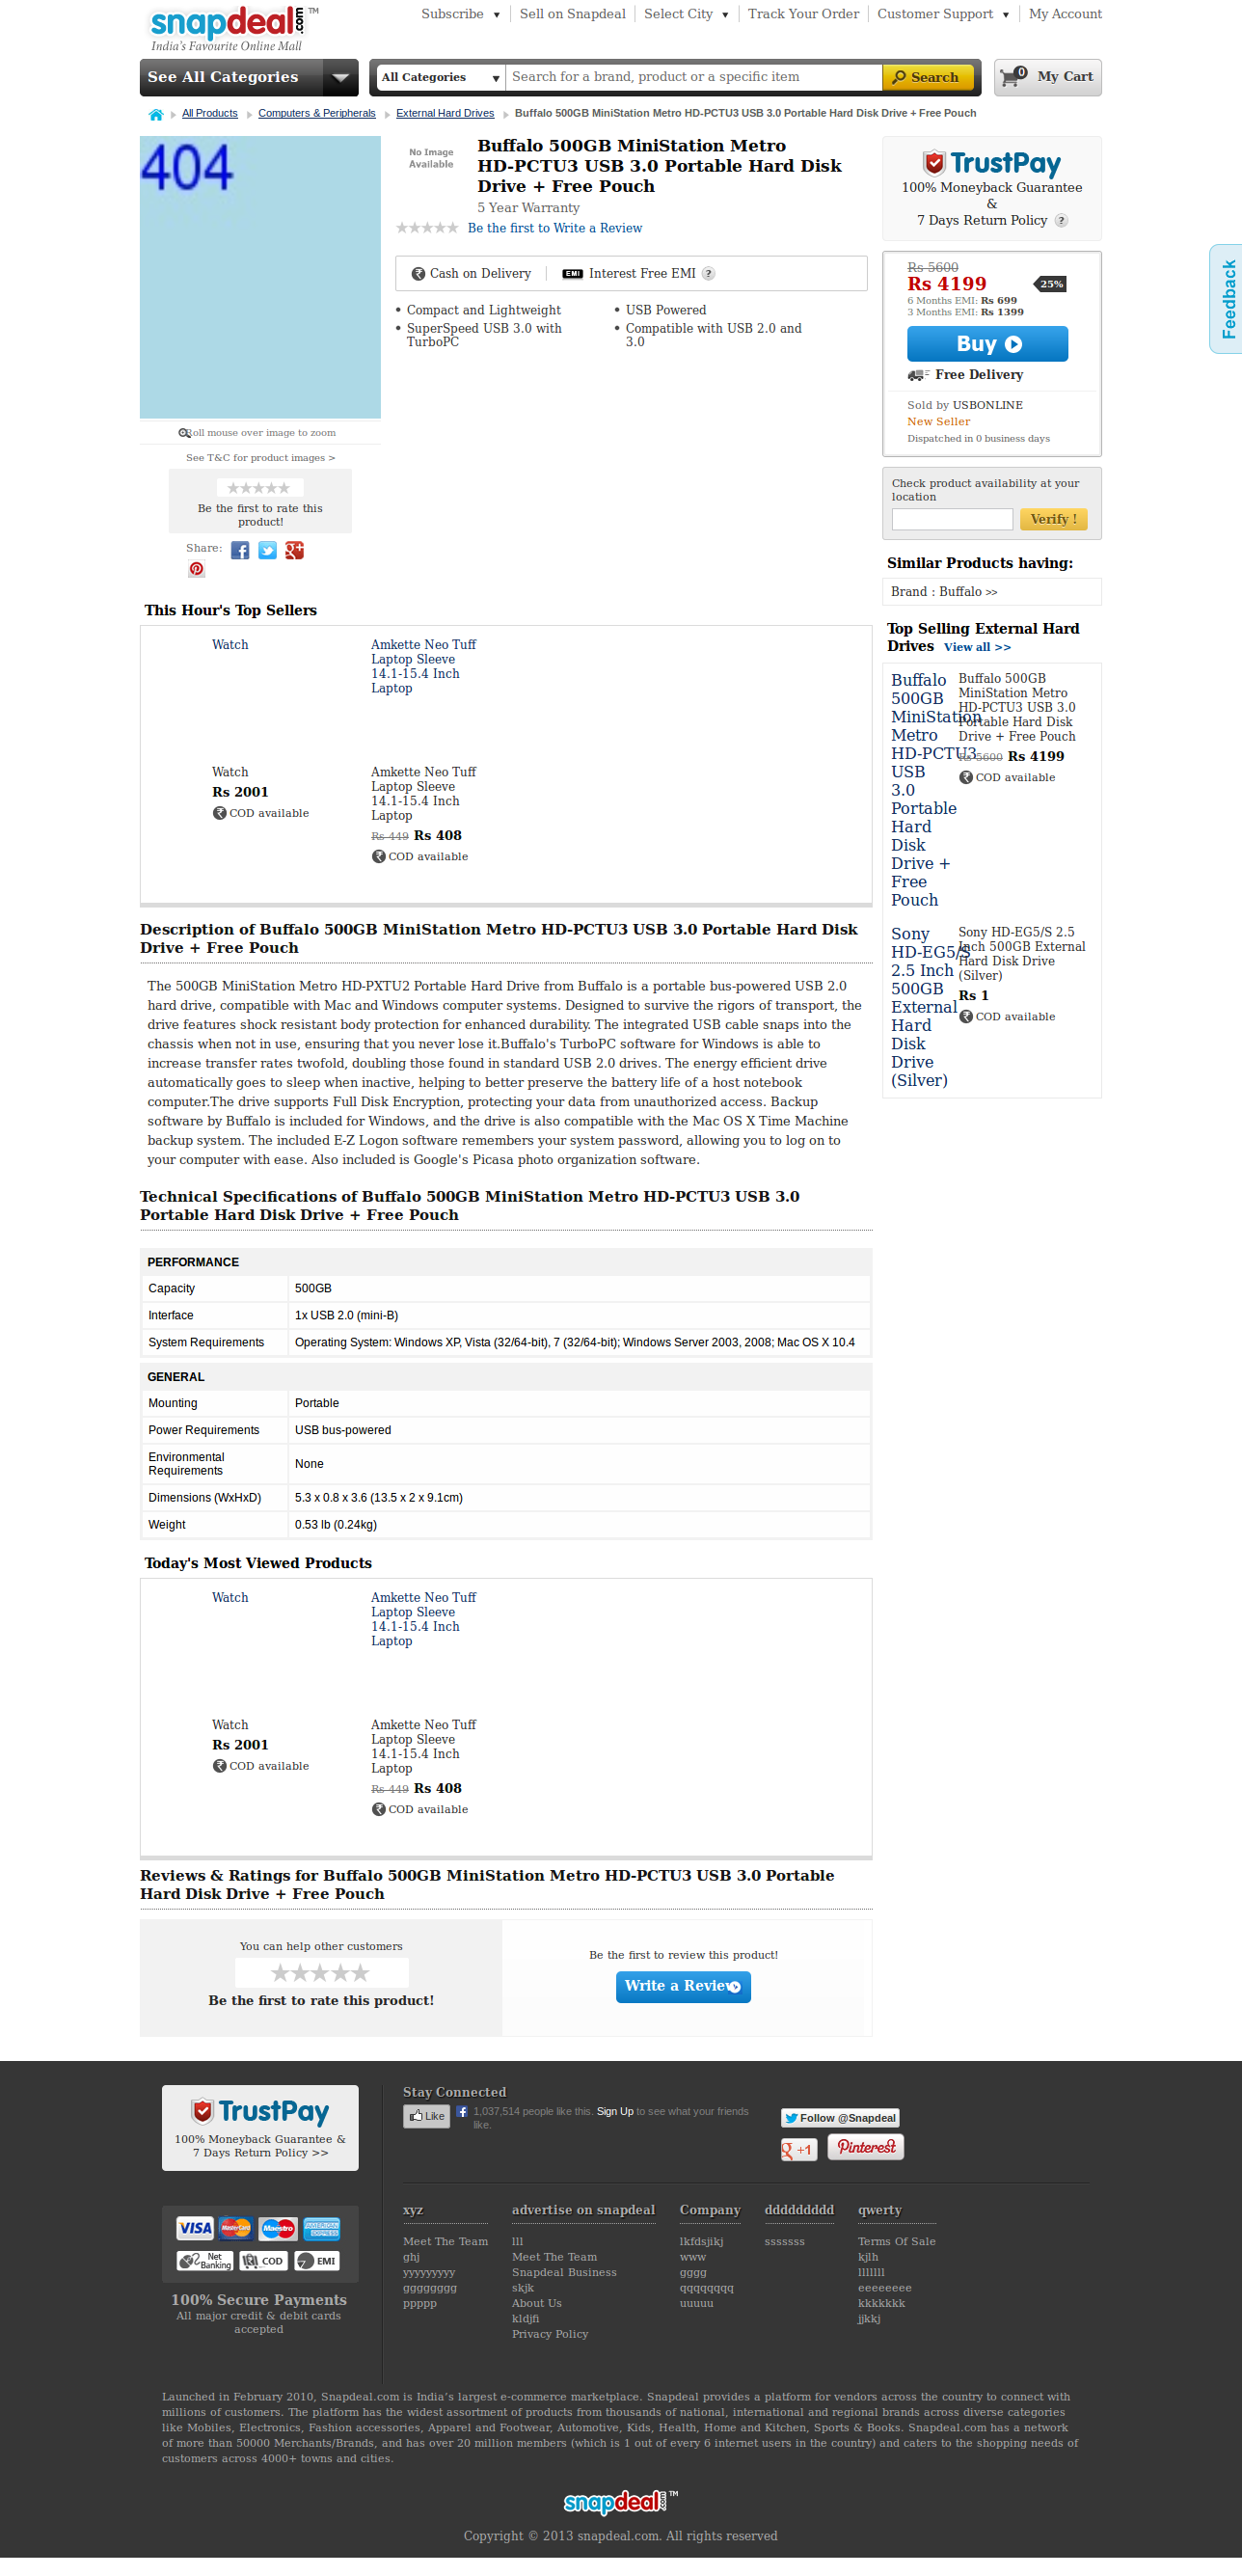 snapdeal.com TM
India's Favourite Online Mall
Subscribe ▼ Sell on Snapdeal Select City ▼ Track Your Order Customer Support ▼ My Account
See All Categories
All Categories ▼ Search for a brand, product or a specific item Search
0 My Cart
All Products Computers & Peripherals External Hard Drives Buffalo 500GB MiniStation Metro HD-PCTU3 USB 3.0 Portable Hard Disk Drive + Free Pouch
404
Roll mouse over image to zoom
See T&C for product images >
Be the first to rate this
product!
Share:
No Image
Available
Buffalo 500GB MiniStation Metro
HD-PCTU3 USB 3.0 Portable Hard Disk
Drive + Free Pouch
5 Year Warranty
Be the first to Write a Review
Cash on Delivery EMI Interest Free EMI ?
• Compact and Lightweight
• USB Powered
• SuperSpeed USB 3.0 with
TurboPC
• Compatible with USB 2.0 and
3.0
TrustPay
100% Moneyback Guarantee
&
7 Days Return Policy ?
Rs 5600
Rs 4199 25%
6 Months EMI: Rs 699
3 Months EMI: Rs 1399
Buy
Free Delivery
Sold by USBONLINE
New Seller
Dispatched in 0 business days
Feedback
Check product availability at your
location
Verify !
Similar Products having:
Brand : Buffalo >>
Top Selling External Hard
Drives View all >>
Buffalo
500GB
MiniStation
Metro
HD-PCTU3
USB
3.0
Portable
Hard
Disk
Drive +
Free
Pouch
Buffalo 500GB
MiniStation Metro
HD-PCTU3 USB 3.0
Portable Hard Disk
Drive + Free Pouch
Rs 5600 Rs 4199
COD available
Sony
HD-EG5/S
2.5 Inch
500GB
External
Hard
Disk
Drive
(Silver)
Sony HD-EG5/S 2.5
Inch 500GB External
Hard Disk Drive
(Silver)
Rs 1
COD available
This Hour's Top Sellers
Watch
Amkette Neo Tuff
Laptop Sleeve
14.1-15.4 Inch
Laptop
Watch
Rs 2001
COD available
Amkette Neo Tuff
Laptop Sleeve
14.1-15.4 Inch
Laptop
Rs 449 Rs 408
COD available
Description of Buffalo 500GB MiniStation Metro HD-PCTU3 USB 3.0 Portable Hard Disk
Drive + Free Pouch
The 500GB MiniStation Metro HD-PXTU2 Portable Hard Drive from Buffalo is a portable bus-powered USB 2.0
hard drive, compatible with Mac and Windows computer systems. Designed to survive the rigors of transport, the
drive features shock resistant body protection for enhanced durability. The integrated USB cable snaps into the
chassis when not in use, ensuring that you never lose it.Buffalo's TurboPC software for Windows is able to
increase transfer rates twofold, doubling those found in standard USB 2.0 drives. The energy efficient drive
automatically goes to sleep when inactive, helping to better preserve the battery life of a host notebook
computer.The drive supports Full Disk Encryption, protecting your data from unauthorized access. Backup
software by Buffalo is included for Windows, and the drive is also compatible with the Mac OS X Time Machine
backup system. The included E-Z Logon software remembers your system password, allowing you to log on to
your computer with ease. Also included is Google's Picasa photo organization software.
Technical Specifications of Buffalo 500GB MiniStation Metro HD-PCTU3 USB 3.0
Portable Hard Disk Drive + Free Pouch
PERFORMANCE
Capacity 500GB
Interface 1x USB 2.0 (mini-B)
System Requirements Operating System: Windows XP, Vista (32/64-bit), 7 (32/64-bit); Windows Server 2003, 2008; Mac OS X 10.4
GENERAL
Mounting Portable
Power Requirements USB bus-powered
Environmental
Requirements None
Dimensions (WxHxD) 5.3 x 0.8 x 3.6 (13.5 x 2 x 9.1cm)
Weight 0.53 lb (0.24kg)
Today's Most Viewed Products
Watch
Amkette Neo Tuff
Laptop Sleeve
14.1-15.4 Inch
Laptop
Watch
Rs 2001
COD available
Amkette Neo Tuff
Laptop Sleeve
14.1-15.4 Inch
Laptop
Rs 449 Rs 408
COD available
Reviews & Ratings for Buffalo 500GB MiniStation Metro HD-PCTU3 USB 3.0 Portable
Hard Disk Drive + Free Pouch
You can help other customers
Be the first to rate this product!
Be the first to review this product!
Write a Review
TrustPay
100% Moneyback Guarantee &
7 Days Return Policy >>
VISA MasterCard Maestro AMERICAN EXPRESS
Net Banking COD EMI
100% Secure Payments
All major credit & debit cards
accepted
Stay Connected
Like 1,037,514 people like this. Sign Up to see what your friends
like.
Follow @Snapdeal
+1 Pinterest
xyz
Meet The Team
ghj
yyyyyyyyy
gggggggg
ppppp
advertise on snapdeal
lll
Meet The Team
Snapdeal Business
skjk
About Us
kldjfi
Privacy Policy
Company
lkfdsjikj
www
gggg
qqqqqqqq
uuuuu
ddddddddd
sssssss
qwerty
Terms Of Sale
kjlh
lllllll
eeeeeeee
kkkkkkk
jjkkj
Launched in February 2010, Snapdeal.com is India's largest e-commerce marketplace. Snapdeal provides a platform for vendors across the country to connect with
millions of customers. The platform has the widest assortment of products from thousands of national, international and regional brands across diverse categories
like Mobiles, Electronics, Fashion accessories, Apparel and Footwear, Automotive, Kids, Health, Home and Kitchen, Sports & Books. Snapdeal.com has a network
of more than 50000 Merchants/Brands, and has over 20 million members (which is 1 out of every 6 internet users in the country) and caters to the shopping needs of
customers across 4000+ towns and cities.
snapdeal.com TM
Copyright © 2013 snapdeal.com. All rights reserved